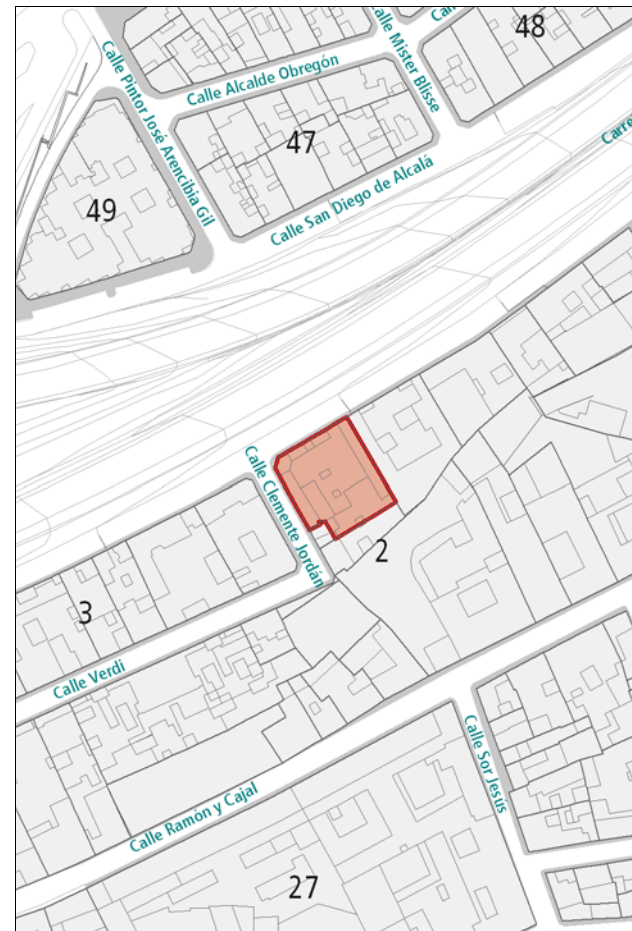 48
Calle Mister Blisse
Calle Pintor José Arencibia Gil
Calle Alcalde Obregón
47
49
Calle San Diego de Alcalá
Calle Clemente Jordán
2
3
Calle Verdi
Calle Sor Jesús
Calle Ramón y Cajal
27